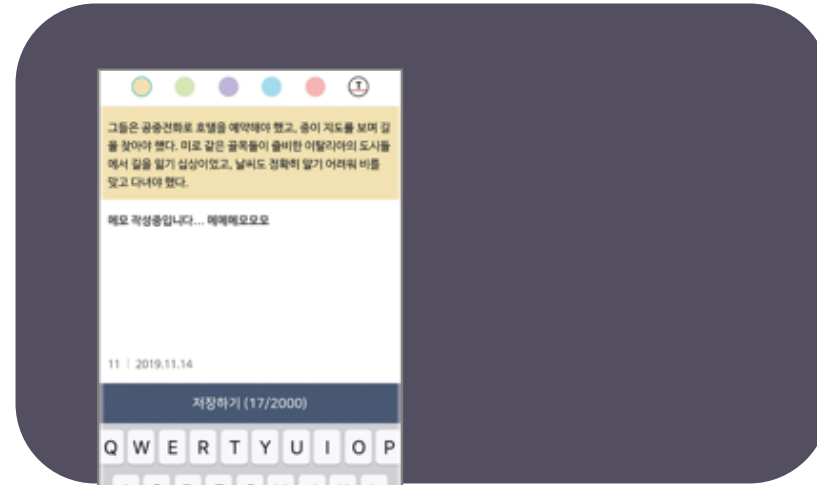 T
그들은 공중전화로 호텔을 예약해야 했고, 종이 지도를 보며 길
을 찾아야 했다. 미로 같은 골목들이 즐비한 이탈리아의 도시들
에서 길을 잃기 십상이었고, 날씨도 정확히 알기 어려워 비를
맞고 다녀야 했다.
메모 작성중입니다... 메메메모모모
11 | 2019.11.14
저장하기 (17/2000)
Q W E R T Y U I O P